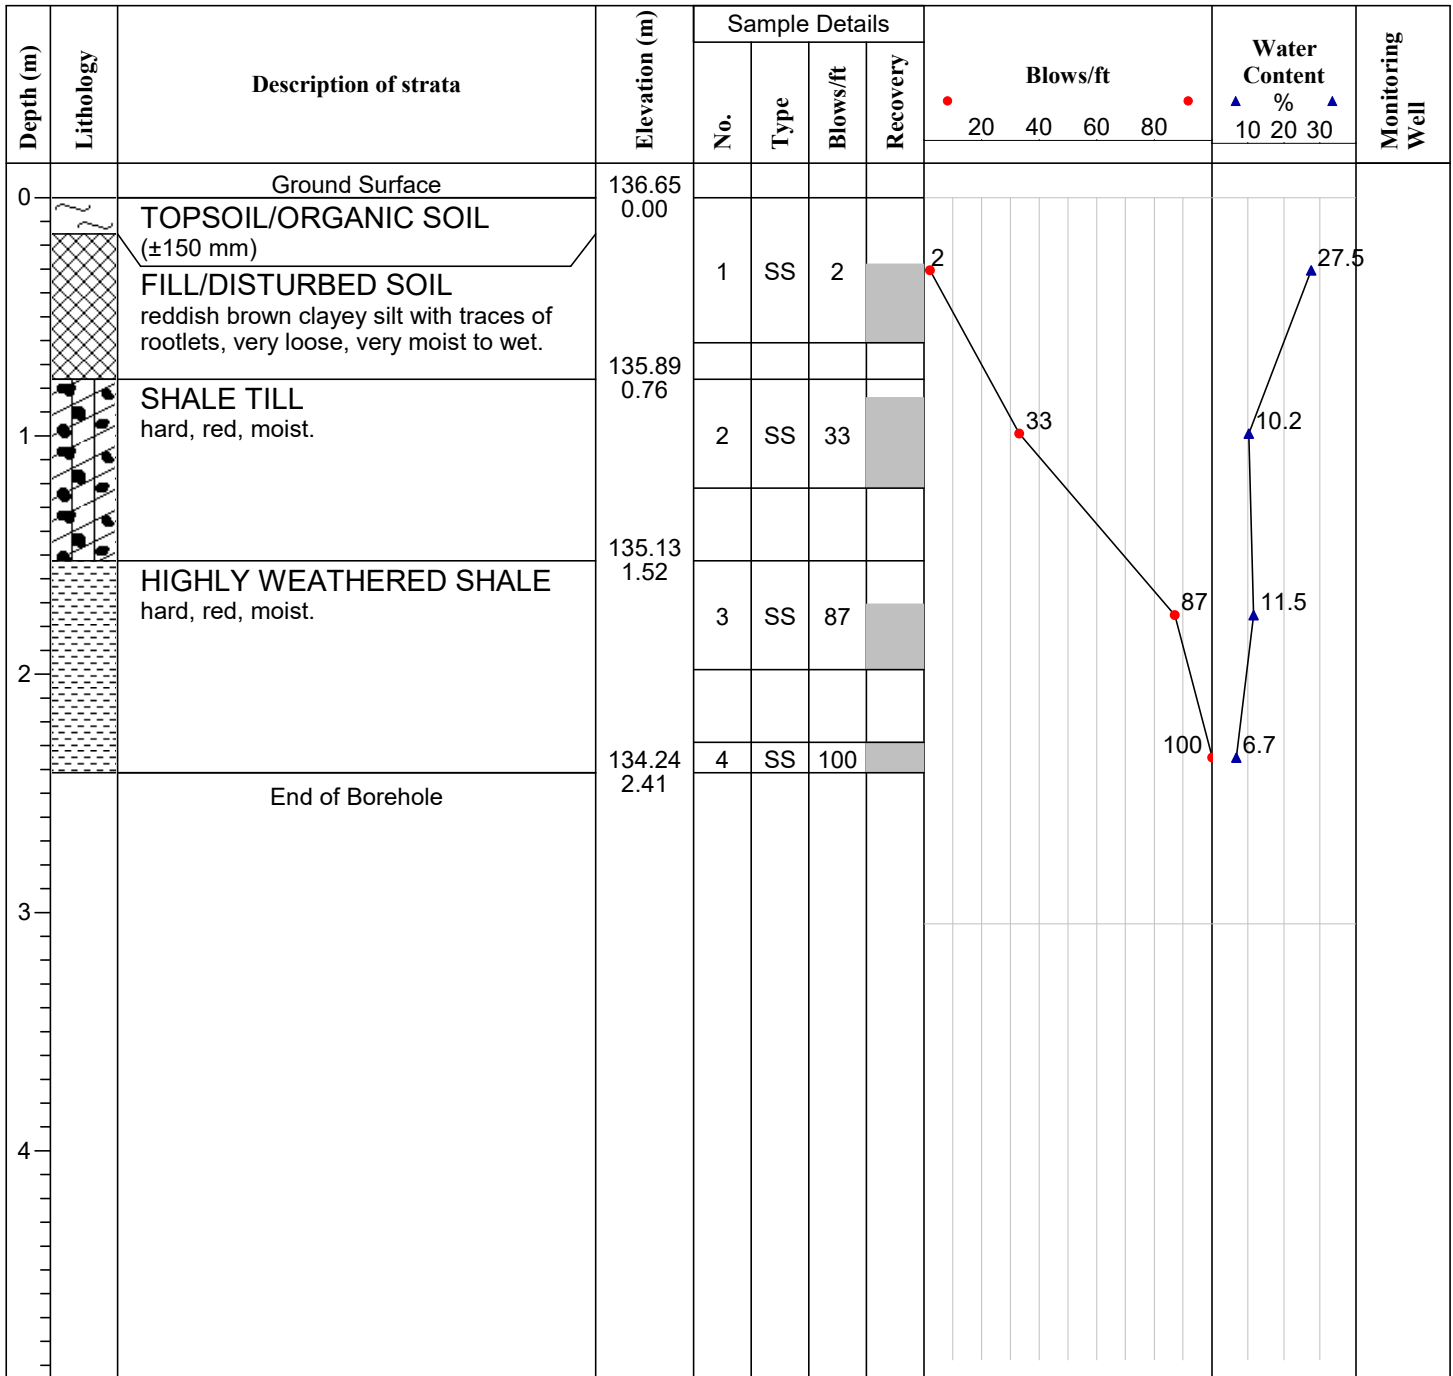 Depth (m)
Lithology
Description of strata
Elevation (m)
Sample Details
No.
Type
Blows/ft
Recovery
Blows/ft
20 40 60 80
Water
Content
%
10 20 30
Monitoring
Well
Ground Surface
136.65
0
0.00
TOPSOIL/ORGANIC SOIL
(±150 mm)
1 SS 2
2
27.5
FILL/DISTURBED SOIL
reddish brown clayey silt with traces of
rootlets, very loose, very moist to wet.
135.89
0.76
SHALE TILL
hard, red, moist.
1
2 SS 33
33
10.2
135.13
1.52
HIGHLY WEATHERED SHALE
hard, red, moist.
3 SS 87
87
11.5
2
134.24
2.41
4 SS 100
100
6.7
End of Borehole
3
4